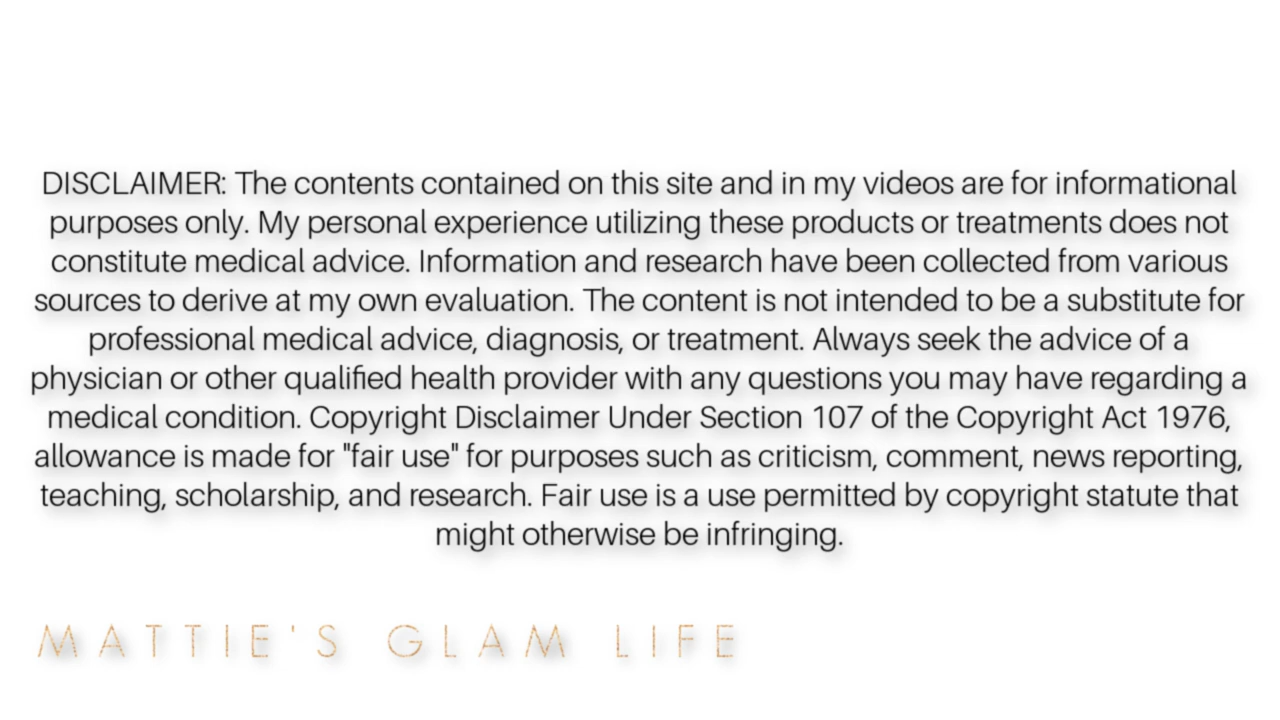 DISCLAIMER: The contents contained on this site and in my videos are for informational
purposes only. My personal experience utilizing these products or treatments does not
constitute medical advice. Information and research have been collected from various
sources to derive at my own evaluation. The content is not intended to be a substitute for
professional medical advice, diagnosis, or treatment. Always seek the advice of a
physician or other qualified health provider with any questions you may have regarding a
medical condition. Copyright Disclaimer Under Section 107 of the Copyright Act 1976,
allowance is made for "fair use" for purposes such as criticism, comment, news reporting,
teaching, scholarship, and research. Fair use is a use permitted by copyright statute that
might otherwise be infringing.
MATTIE'S GLAM LIFE